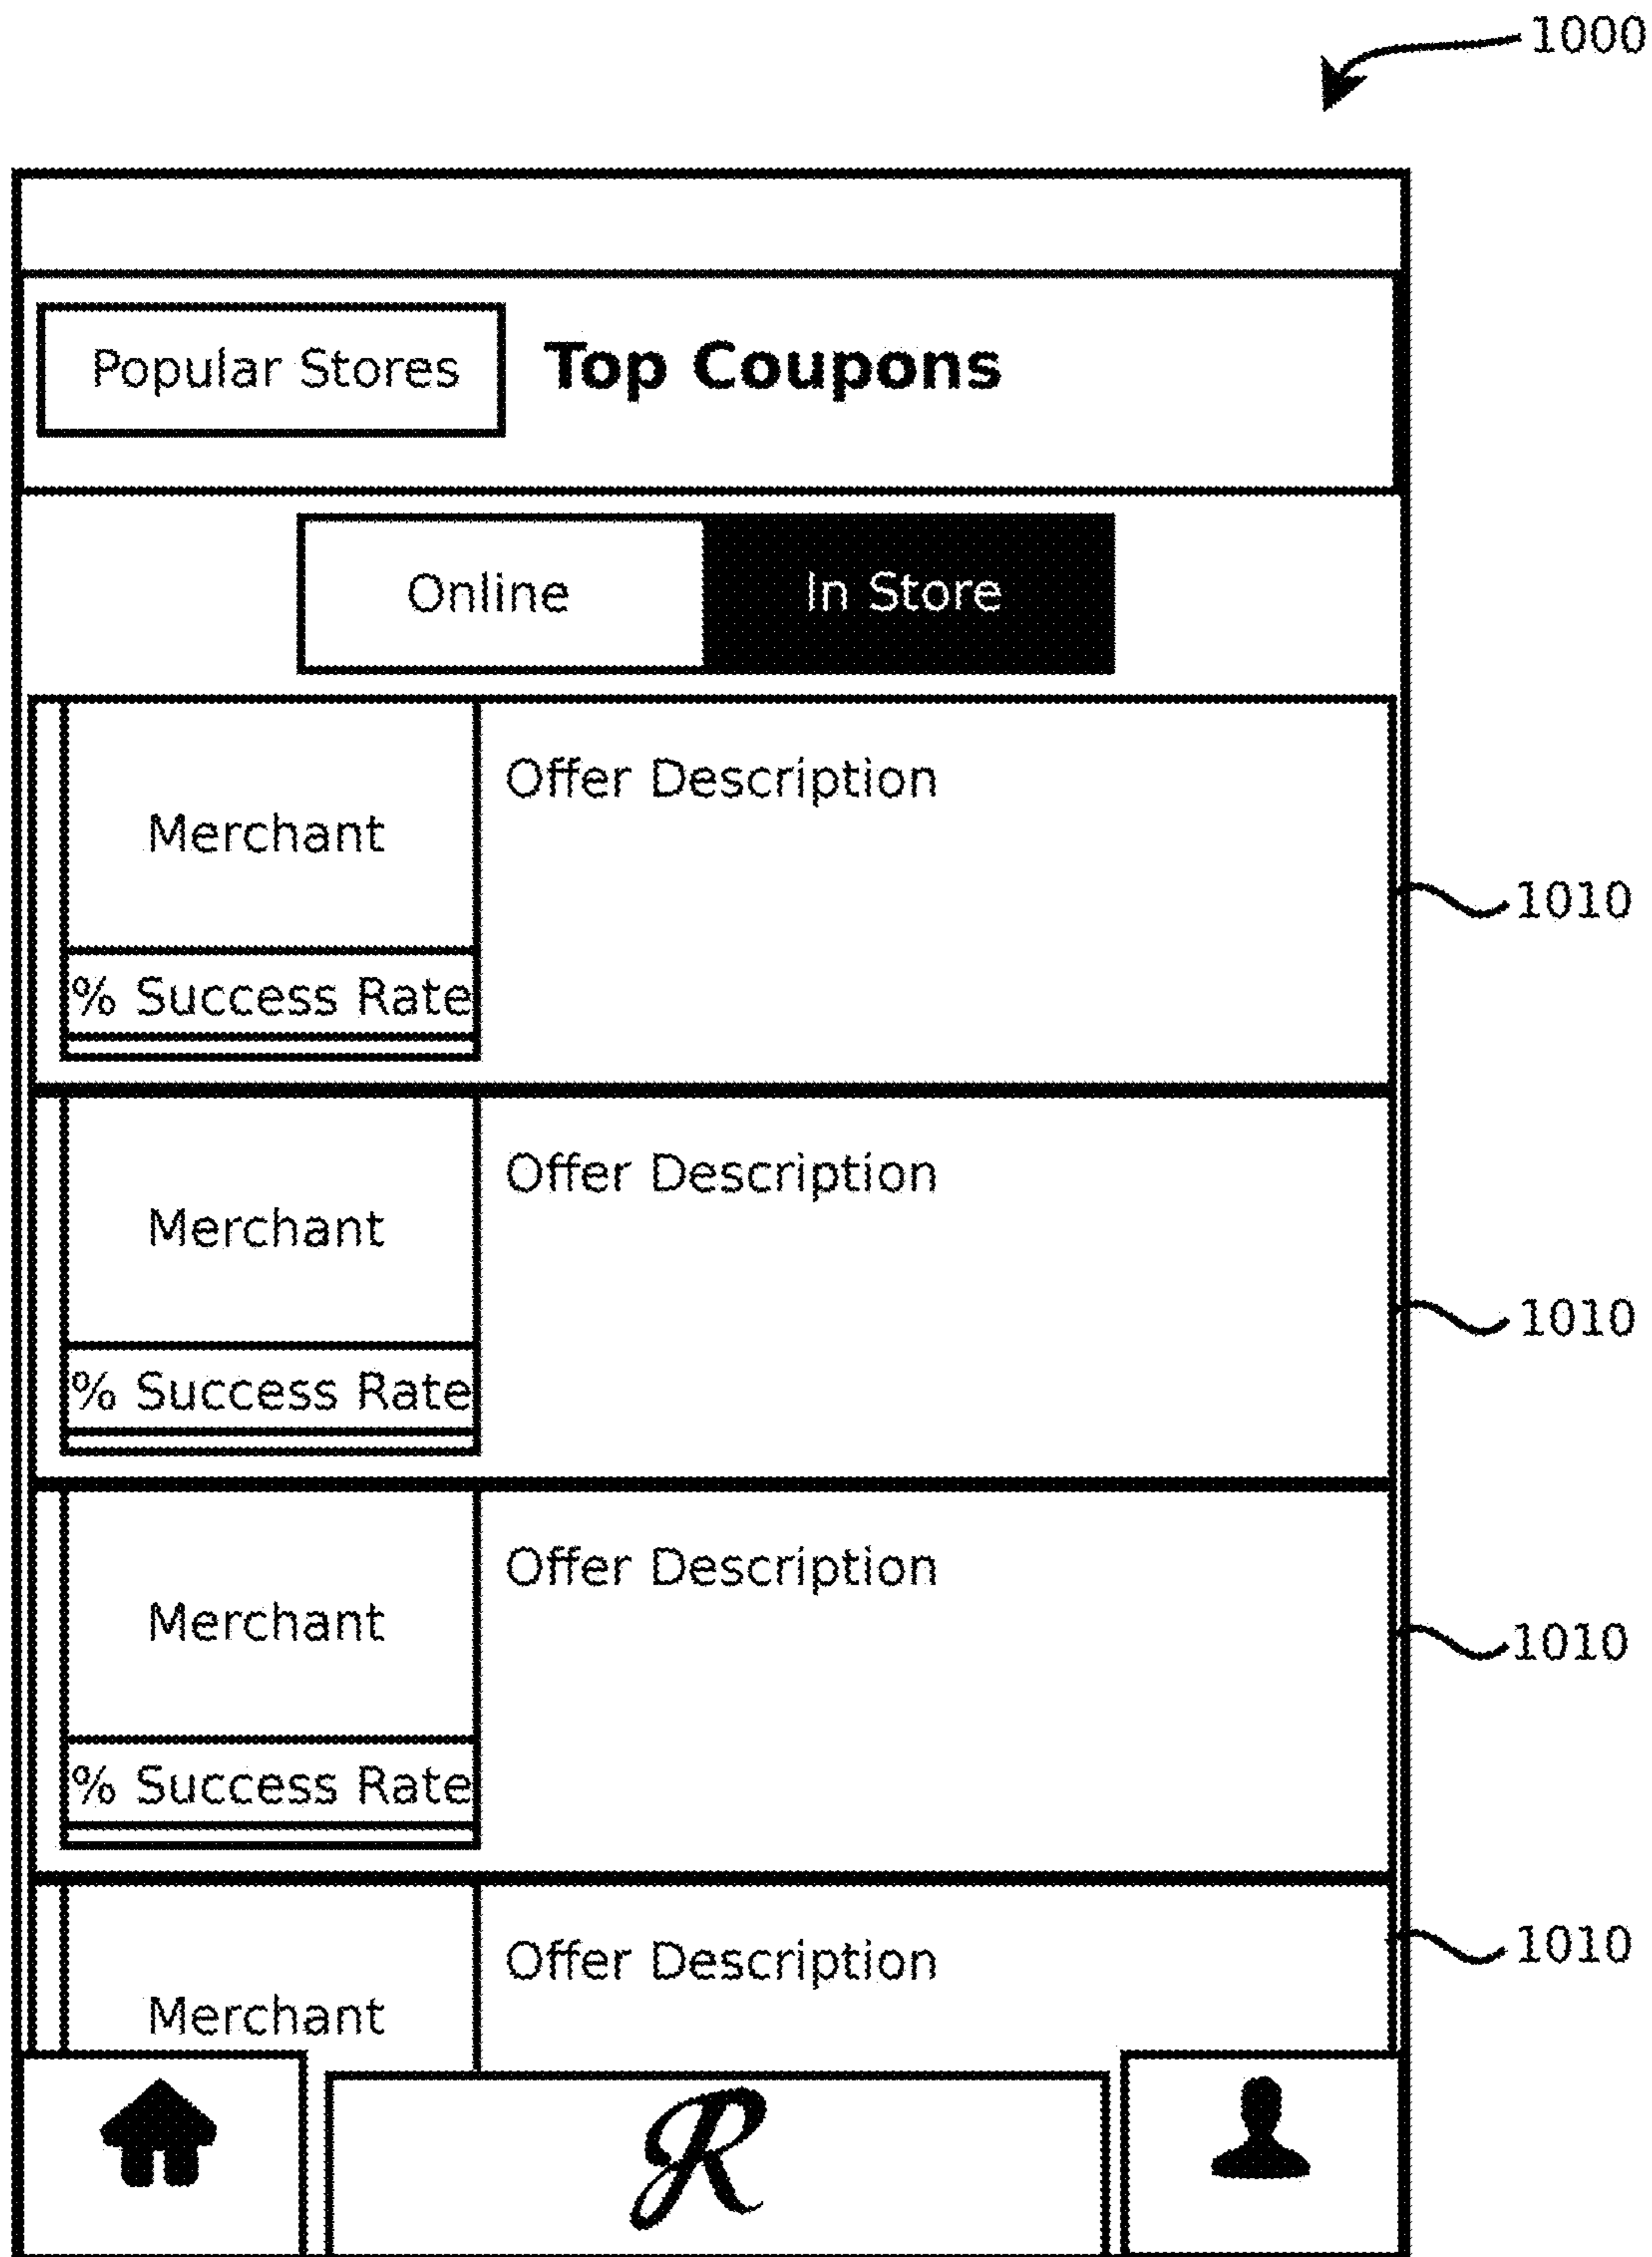 1000
Popular Stores Top Coupons
Online In Store
Offer Description
Merchant
1010
% Success Rate
Offer Description
Merchant
1010
% Success Rate
Offer Description
Merchant
1010
% Success Rate
Offer Description
1010
Merchant
R